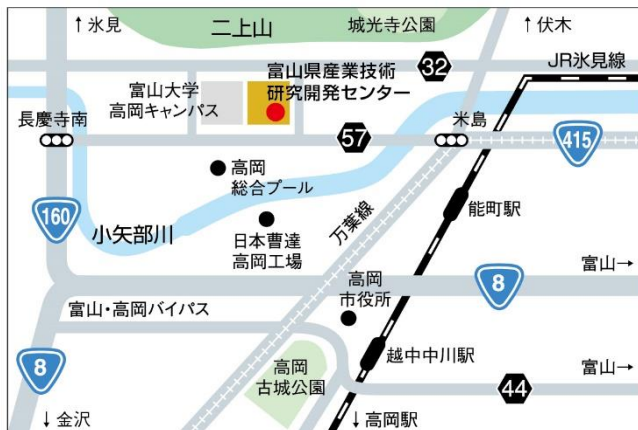 ↑氷見
二上山
城光寺公園
↑伏木
32
JR氷見線
富山大学
高岡キャンパス
富山県産業技術
研究開発センター
長慶寺南
57
米島
415
高岡
総合プール
160
小矢部川
日本曹達
高岡工場
万葉線
能町駅
富山→
8
高岡
市役所
富山・高岡バイパス
8
高岡
古城公園
越中中川駅
富山→
44
↓金沢
↓高岡駅